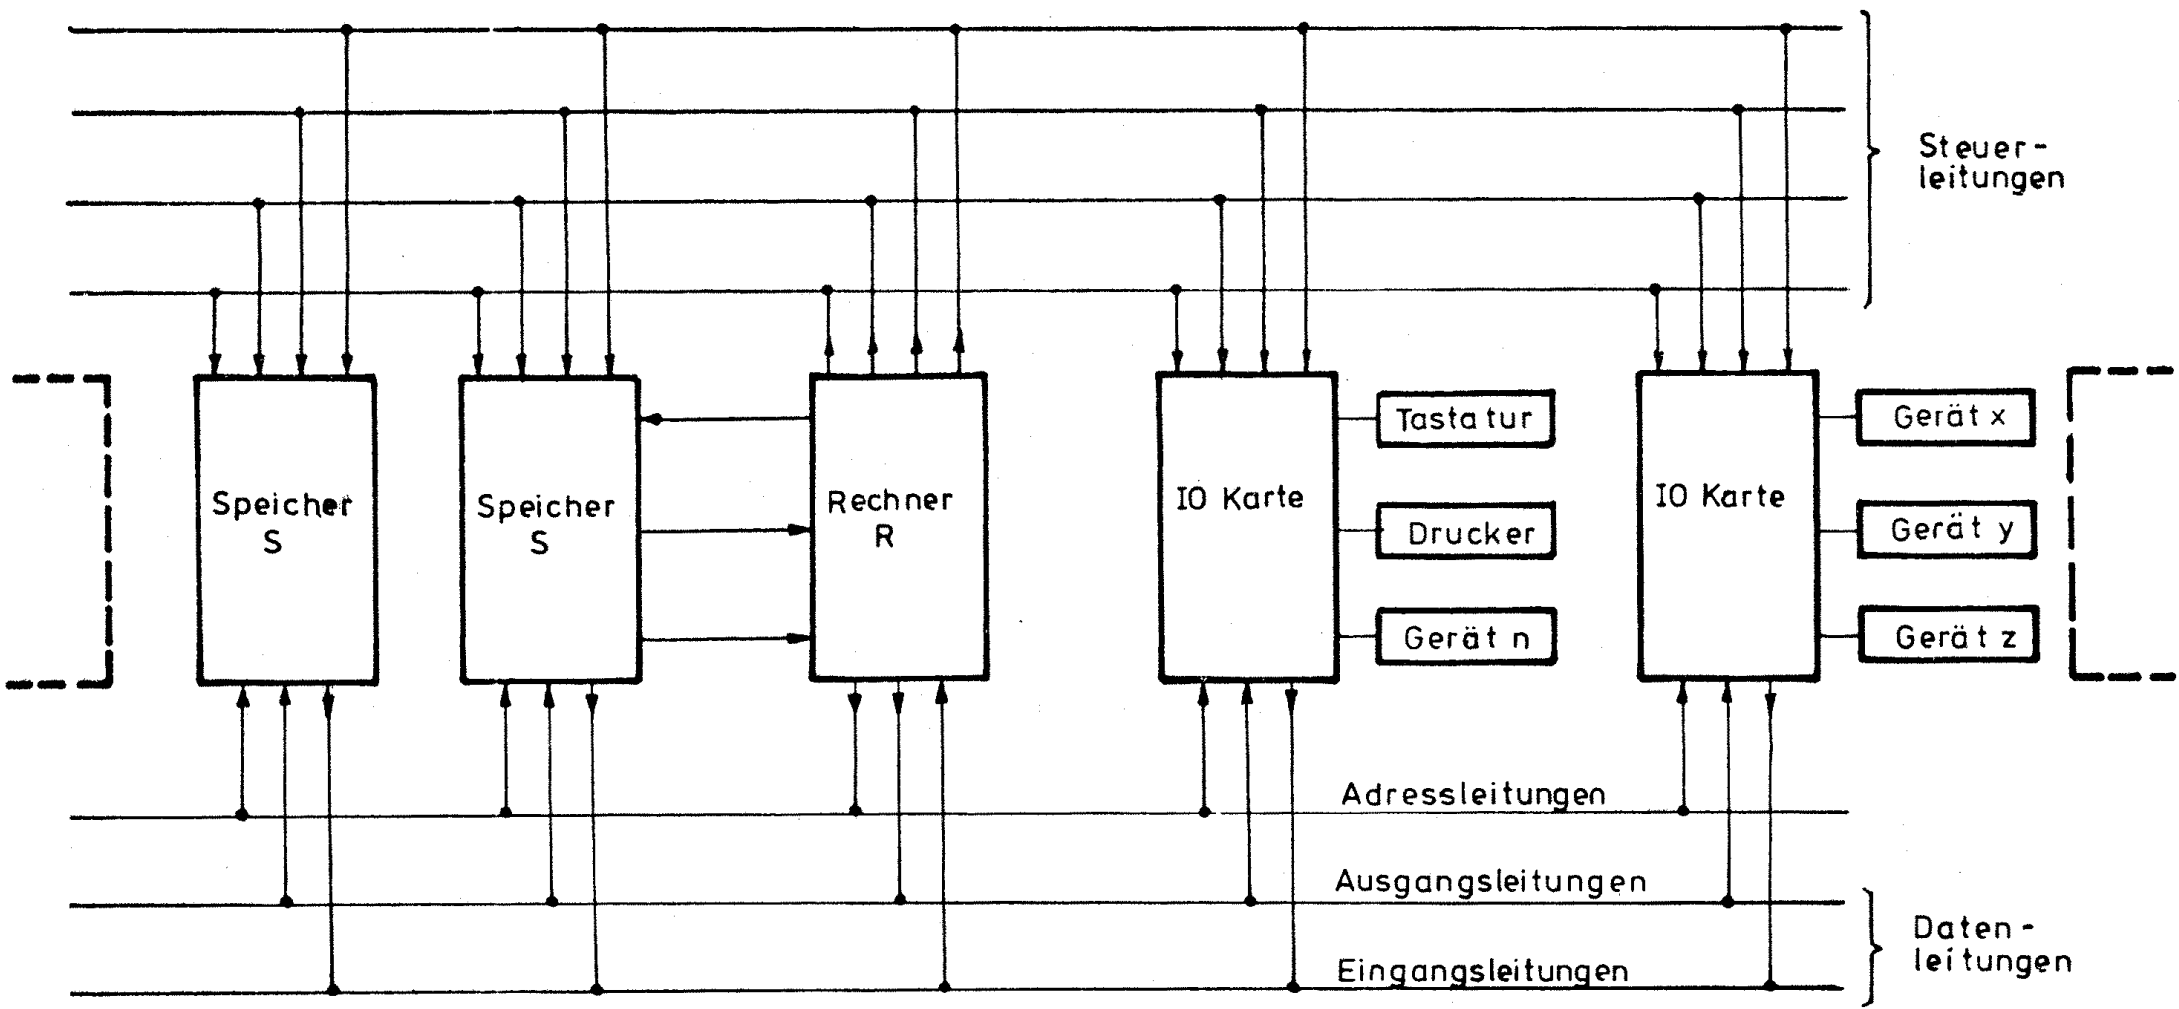 Steuer-
leitungen
Speicher
S
Speicher
S
Rechner
R
IO Karte
Tastatur
Drucker
Gerät n
IO Karte
Gerät x
Gerät y
Gerät z
Adressleitungen
Ausgangsleitungen
Eingangsleitungen
Daten-
leitungen